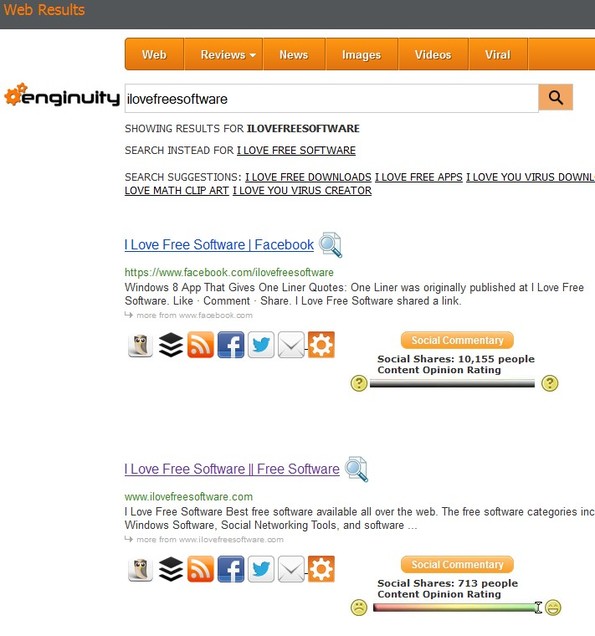 Web Results
Web Reviews News Images Videos Viral
enginuity
ilovefreesoftware
SHOWING RESULTS FOR ILOVEFREESOFTWARE
SEARCH INSTEAD FOR I LOVE FREE SOFTWARE
SEARCH SUGGESTIONS: I LOVE FREE DOWNLOADS I LOVE FREE APPS I LOVE YOU VIRUS DOWNL
LOVE MATH CLIP ART I LOVE YOU VIRUS CREATOR
I Love Free Software | Facebook
https://www.facebook.com/ilovefreesoftware
Windows 8 App That Gives One Liner Quotes: One Liner was originally published at I Love Free
Software. Like · Comment · Share. I Love Free Software shared a link.
more from www.facebook.com
Social Commentary
Social Shares: 10,155 people
Content Opinion Rating
I Love Free Software || Free Software
www.ilovefreesoftware.com
I Love Free Software Best free software available all over the web. The free software categories inc
Windows Software, Social Networking Tools, and software ...
more from www.ilovefreesoftware.com
Social Commentary
Social Shares: 713 people
Content Opinion Rating